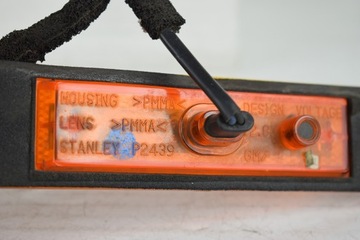 HOUSING >PMMA<
LENS >PMMA<
STANLEY P2439
DESIGN VOLTAGE